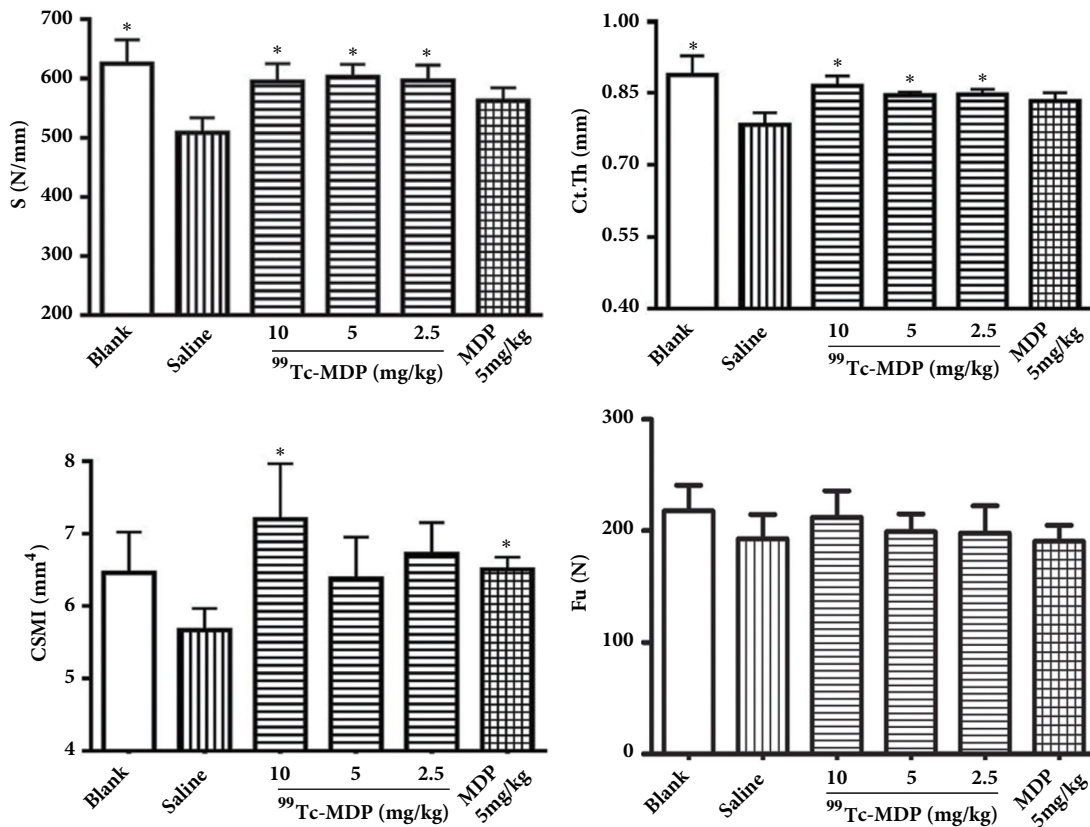 S (N/mm)
700
600
500
400
300
200
*
*
*
*
Blank
Saline
10
5
2.5
MDP
5mg/kg
⁹⁹Tc-MDP (mg/kg)
Ct.Th (mm)
1.00
0.85
0.70
0.55
0.40
*
*
*
*
Blank
Saline
10
5
2.5
MDP
5mg/kg
⁹⁹Tc-MDP (mg/kg)
CSMI (mm⁴)
8
7
6
5
4
*
*
Blank
Saline
10
5
2.5
MDP
5mg/kg
⁹⁹Tc-MDP (mg/kg)
Fu (N)
300
200
100
0
Blank
Saline
10
5
2.5
MDP
5mg/kg
⁹⁹Tc-MDP (mg/kg)